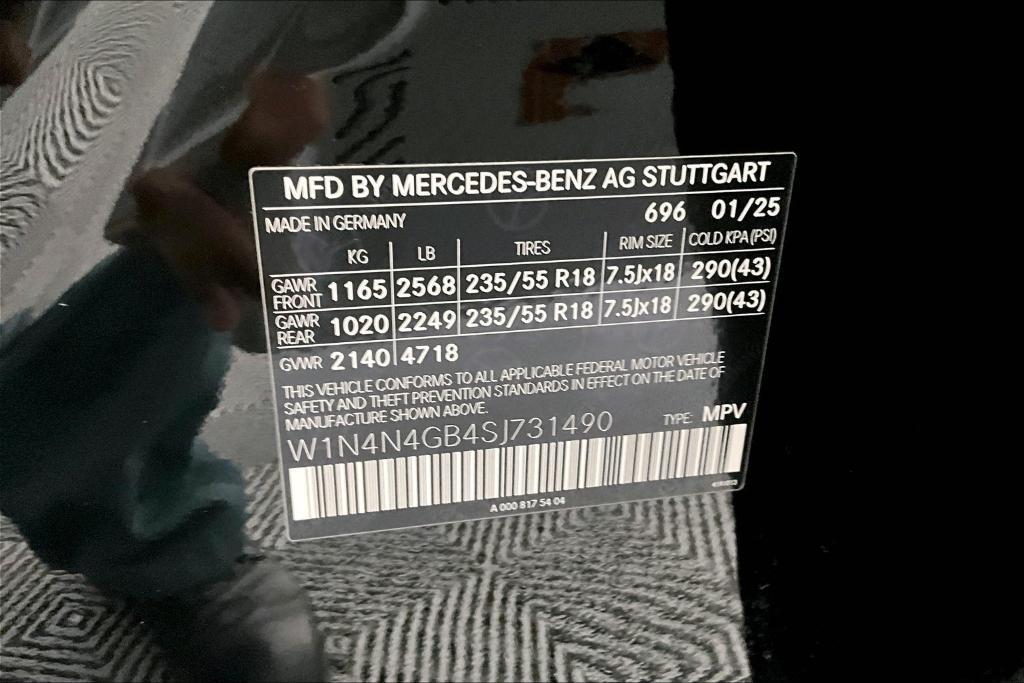 MFD BY MERCEDES-BENZ AG STUTTGART
MADE IN GERMANY 696 01/25
KG LB TIRES RIM SIZE COLD KPA (PSI)
GAWR FRONT 1165 2568 235/55 R18 7.5Jx18 290(43)
GAWR REAR 1020 2249 235/55 R18 7.5Jx18 290(43)
GVWR 2140 4718
THIS VEHICLE CONFORMS TO ALL APPLICABLE FEDERAL MOTOR VEHICLE
SAFETY AND THEFT PREVENTION STANDARDS IN EFFECT ON THE DATE OF
MANUFACTURE SHOWN ABOVE.
W1N4N4GB4SJ731490 TYPE: MPV
A 000 817 54 04